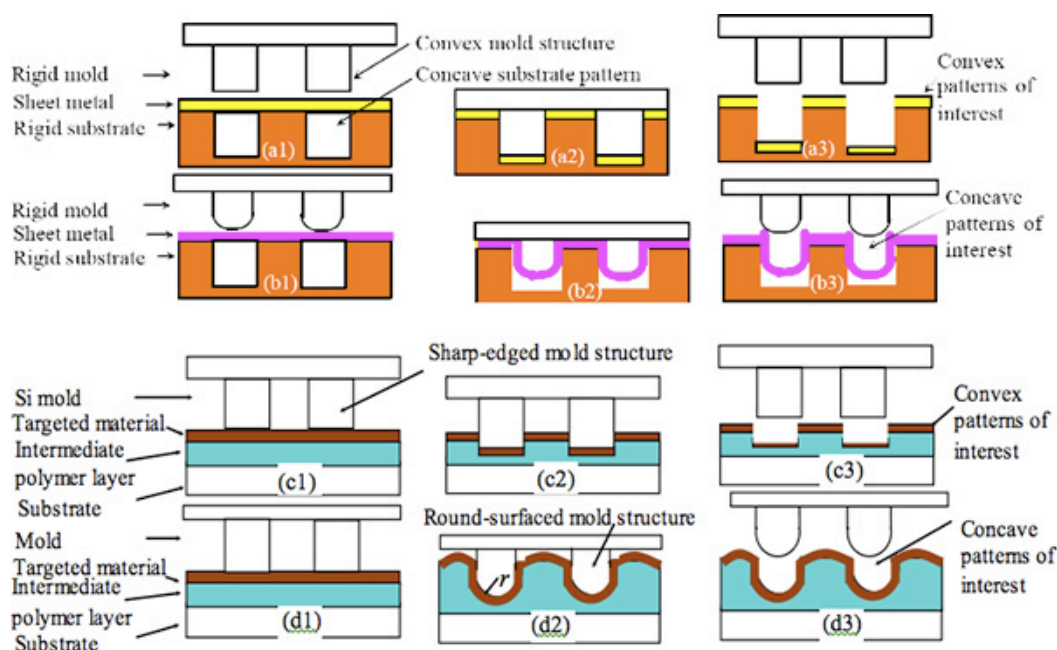 Rigid mold
Sheet metal
Rigid substrate
Convex mold structure
Concave substrate pattern
Convex
patterns of
interest
(a1)
(a2)
(a3)
Rigid mold
Sheet metal
Rigid substrate
Concave
patterns of
interest
(b1)
(b2)
(b3)
Sharp-edged mold structure
Si mold
Targeted material
Intermediate
polymer layer
Substrate
Convex
patterns of
interest
(c1)
(c2)
(c3)
Round-surfaced mold structure
Mold
Targeted material
Intermediate
polymer layer
Substrate
r
Concave
patterns of
interest
(d1)
(d2)
(d3)